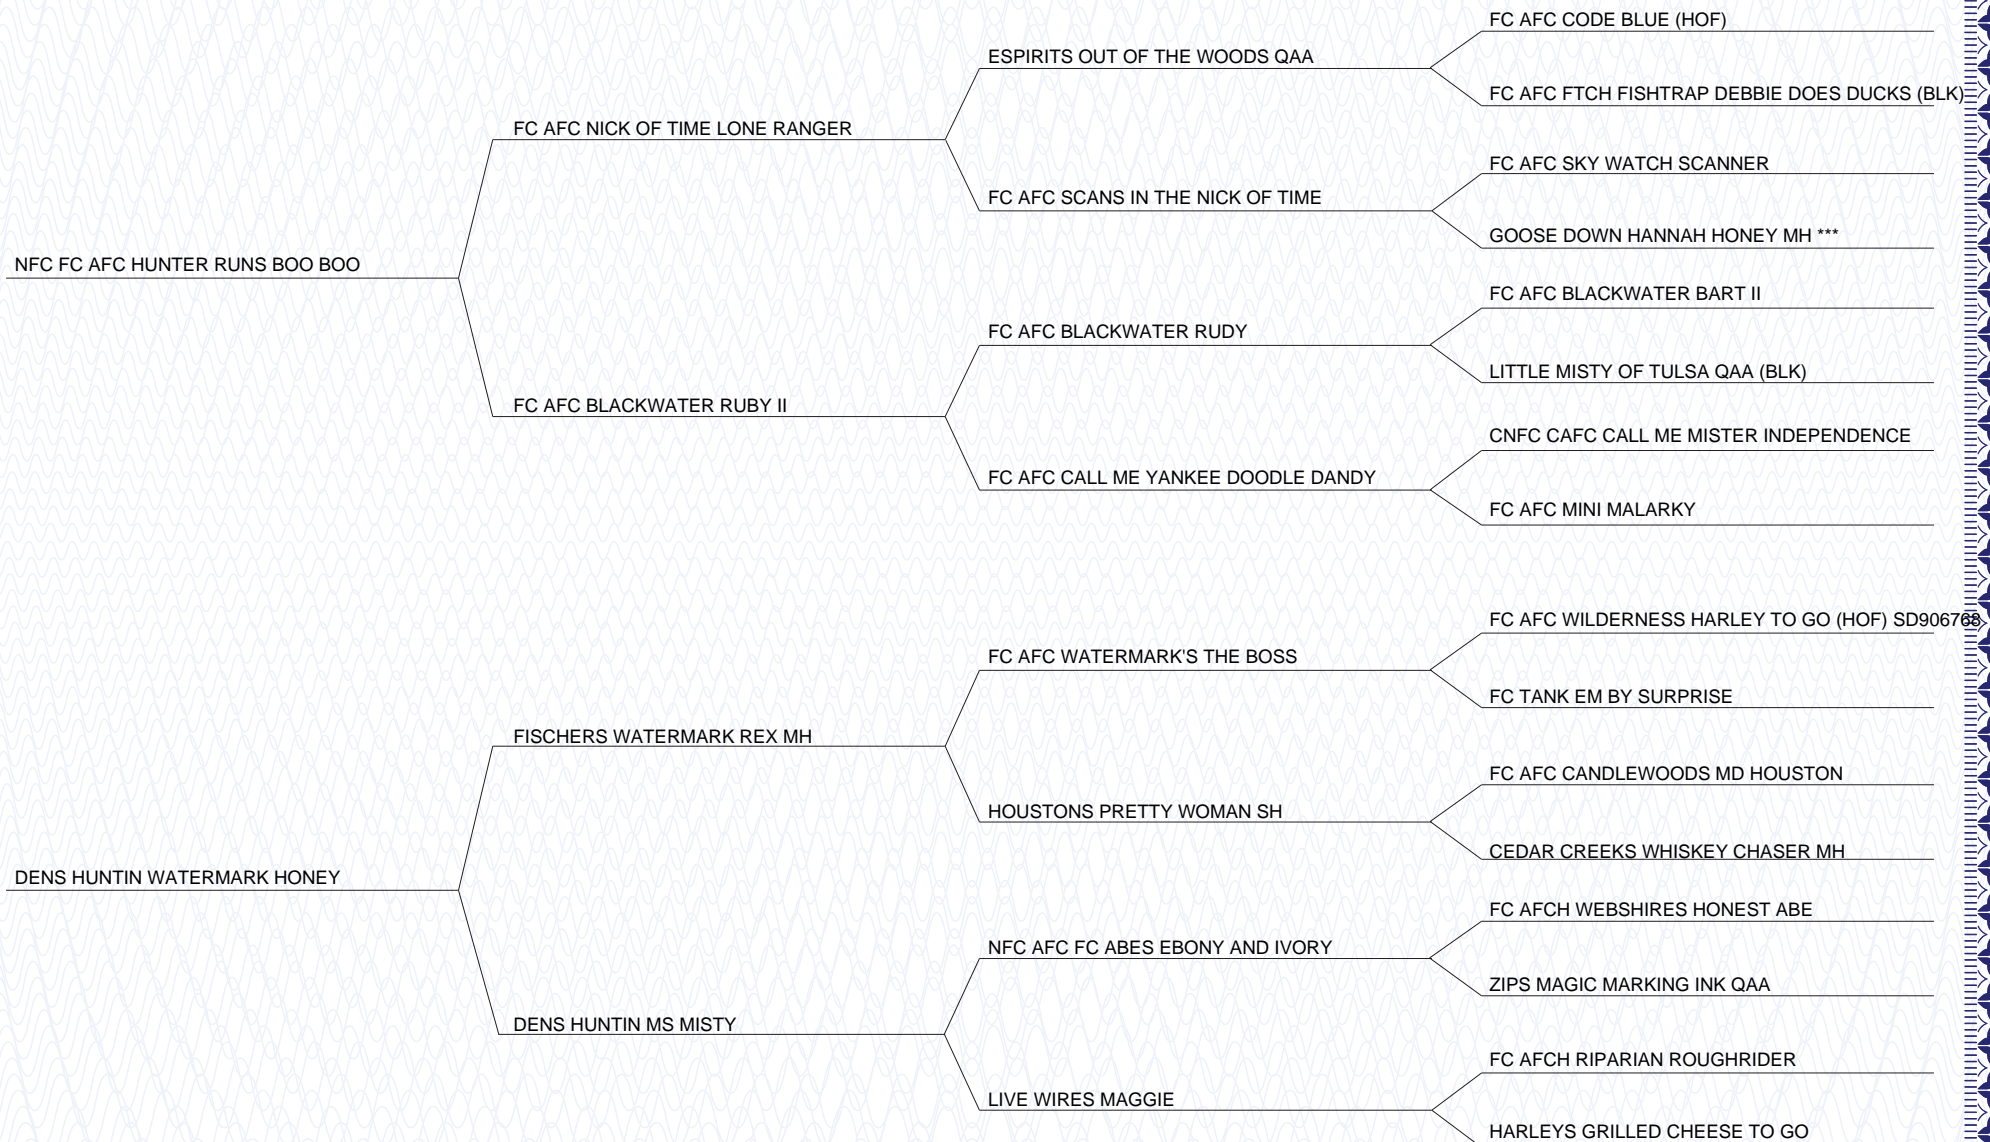 FC AFC CODE BLUE (HOF)
ESPIRITS OUT OF THE WOODS QAA
FC AFC FTCH FISHTRAP DEBBIE DOES DUCKS (BLK)
FC AFC NICK OF TIME LONE RANGER
FC AFC SKY WATCH SCANNER
FC AFC SCANS IN THE NICK OF TIME
GOOSE DOWN HANNAH HONEY MH ***
NFC FC AFC HUNTER RUNS BOO BOO
FC AFC BLACKWATER BART II
FC AFC BLACKWATER RUDY
LITTLE MISTY OF TULSA QAA (BLK)
FC AFC BLACKWATER RUBY II
CNFC CAFC CALL ME MISTER INDEPENDENCE
FC AFC CALL ME YANKEE DOODLE DANDY
FC AFC MINI MALARKY
FC AFC WILDERNESS HARLEY TO GO (HOF) SD906768
FC AFC WATERMARK'S THE BOSS
FC TANK EM BY SURPRISE
FISCHERS WATERMARK REX MH
FC AFC CANDLEWOODS MD HOUSTON
HOUSTONS PRETTY WOMAN SH
CEDAR CREEKS WHISKEY CHASER MH
DENS HUNTIN WATERMARK HONEY
FC AFCH WEBSHIRES HONEST ABE
NFC AFC FC ABES EBONY AND IVORY
ZIPS MAGIC MARKING INK QAA
DENS HUNTIN MS MISTY
FC AFCH RIPARIAN ROUGHRIDER
LIVE WIRES MAGGIE
HARLEYS GRILLED CHEESE TO GO